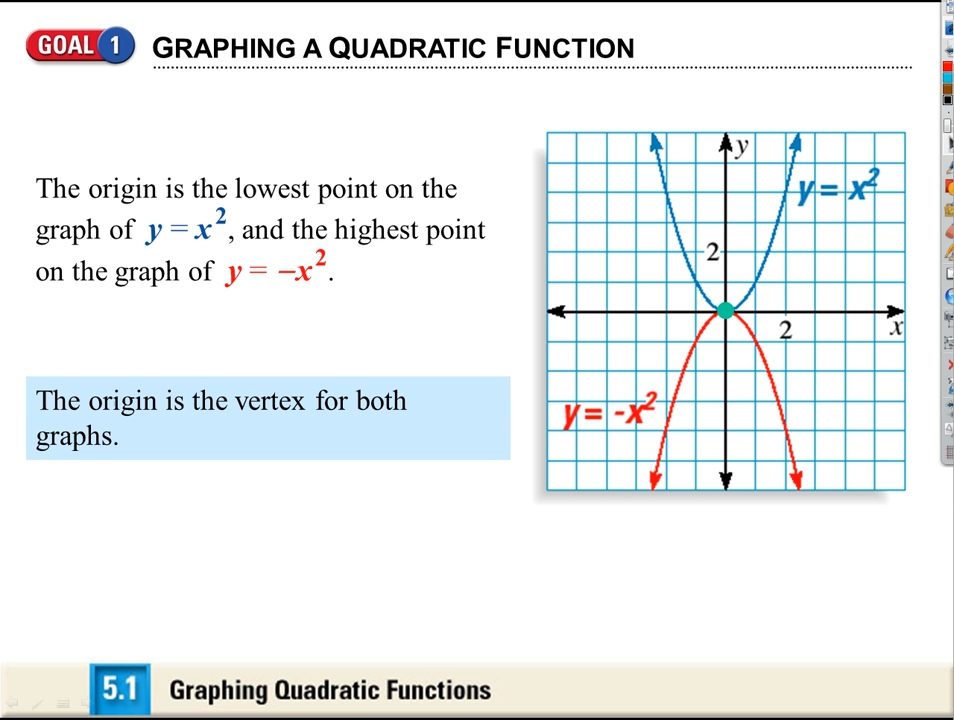 GOAL 1 GRAPHING A QUADRATIC FUNCTION
The origin is the lowest point on the
graph of y = x², and the highest point
on the graph of y = –x².
The origin is the vertex for both
graphs.
y
y = x²
2
2
x
y = -x²
5.1 Graphing Quadratic Functions